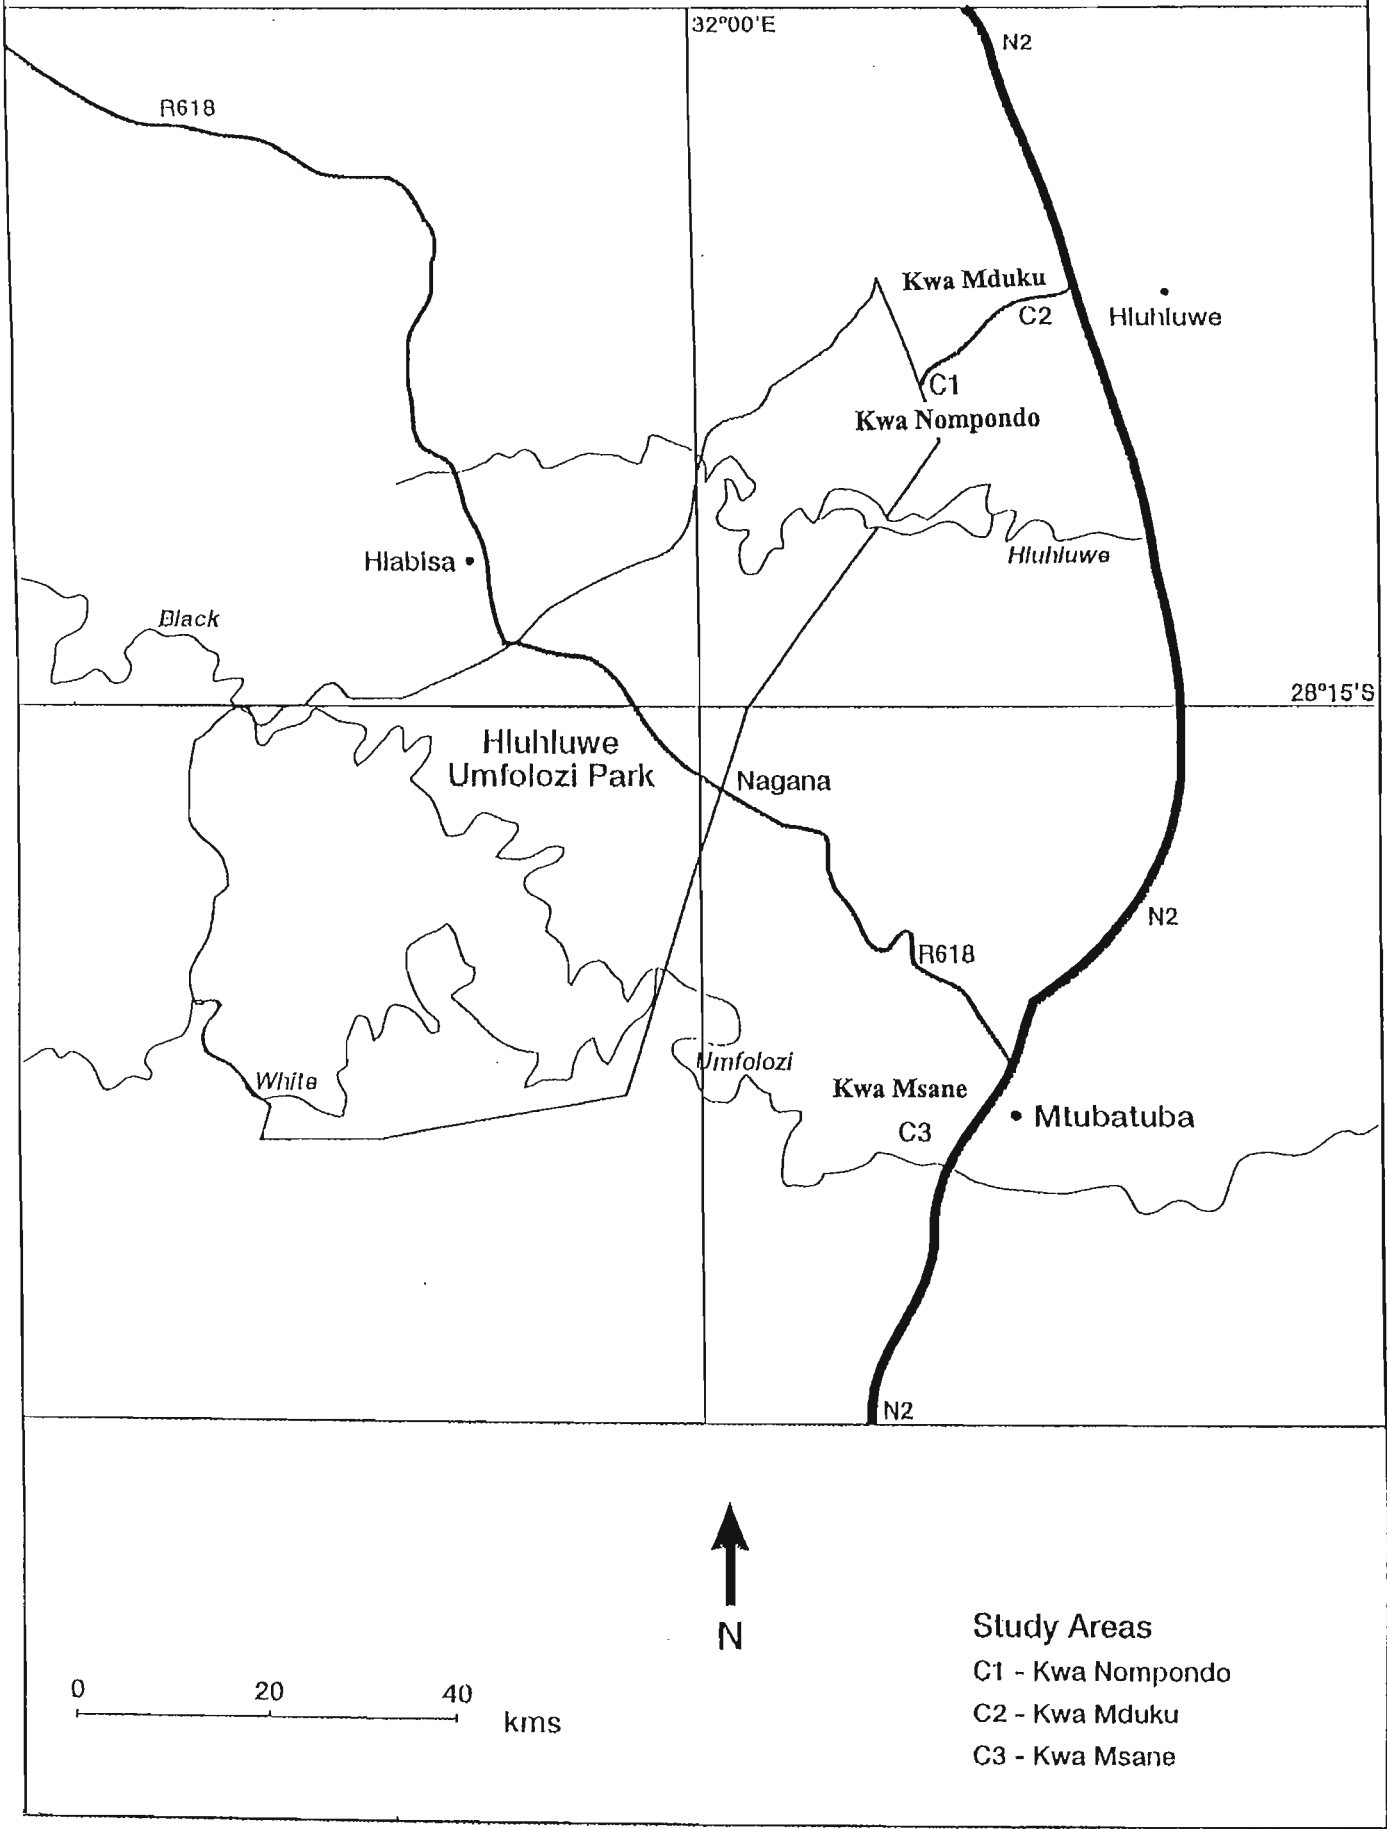 32°00'E
N2
R618
Kwa Mduku
C2
Hluhluwe
C1
Kwa Nompondo
Hluhluwe
Hlabisa
Black
28°15'S
Hluhluwe
Umfolozi Park
Nagana
N2
R618
Umfolozi
White
Kwa Msane
Mtubatuba
C3
N2
N
Study Areas
C1 - Kwa Nompondo
C2 - Kwa Mduku
C3 - Kwa Msane
0 20 40
kms